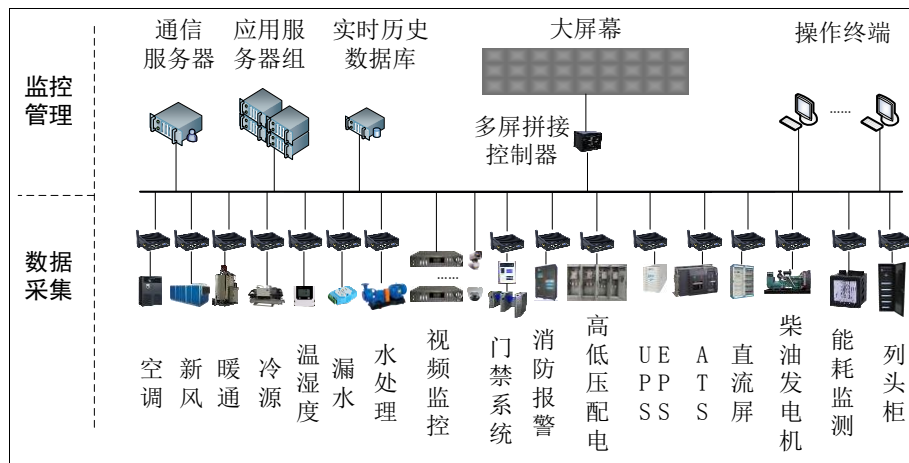 通信
服务器
应用服
务器组
实时历史
数据库
大屏幕
操作终端
监控
管理
......
多屏拼接
控制器
数据
采集
......
空调
新风
暖通
冷源
温湿度
漏水
水处理
视频监控
门禁系统
消防报警
高低压配电
UPS
EPS
ATS
直流屏
柴油发电机
能耗监测
列头柜